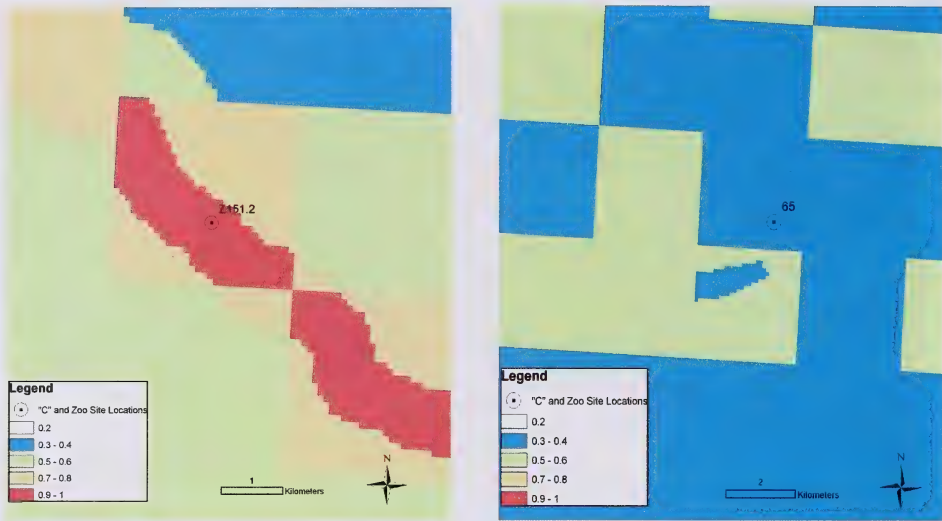 Z151.2
Legend
"C" and Zoo Site Locations
0.2
0.3 - 0.4
0.5 - 0.6
0.7 - 0.8
0.9 - 1
1
Kilometers
N
65
Legend
"C" and Zoo Site Locations
0.2
0.3 - 0.4
0.5 - 0.6
0.7 - 0.8
0.9 - 1
2
Kilometers
N